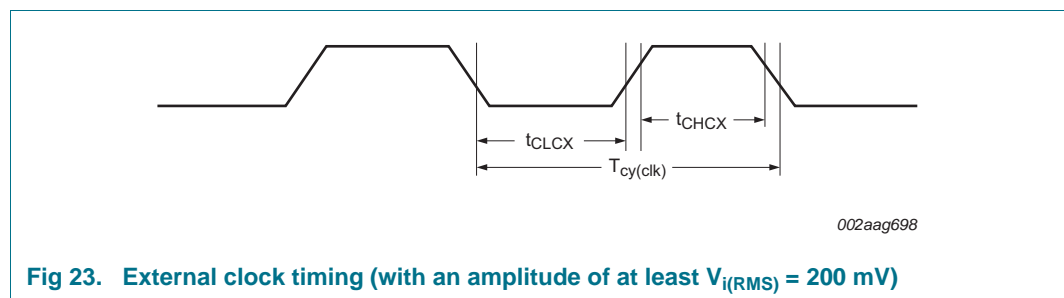 tCLCX
tCHCX
Tcy(clk)
002aag698
Fig 23. External clock timing (with an amplitude of at least Vi(RMS) = 200 mV)